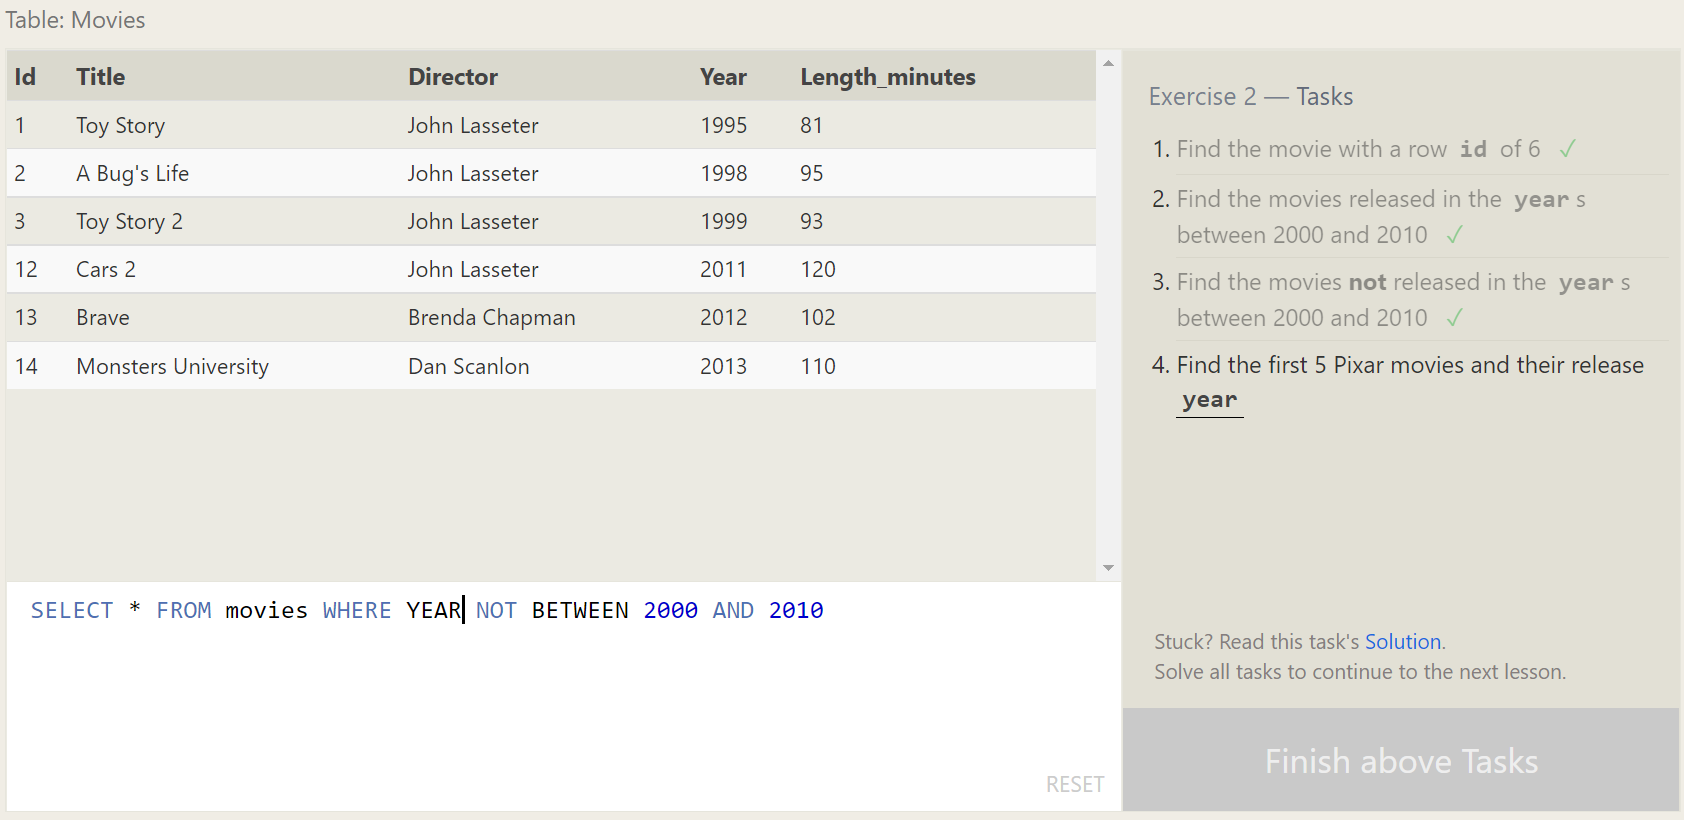 Table: Movies
Id Title Director Year Length_minutes
1 Toy Story John Lasseter 1995 81
2 A Bug's Life John Lasseter 1998 95
3 Toy Story 2 John Lasseter 1999 93
12 Cars 2 John Lasseter 2011 120
13 Brave Brenda Chapman 2012 102
14 Monsters University Dan Scanlon 2013 110
SELECT * FROM movies WHERE YEAR NOT BETWEEN 2000 AND 2010
RESET
Exercise 2 — Tasks
1. Find the movie with a row id of 6 ✓
2. Find the movies released in the year s
between 2000 and 2010 ✓
3. Find the movies not released in the year s
between 2000 and 2010 ✓
4. Find the first 5 Pixar movies and their release
year
Stuck? Read this task's Solution.
Solve all tasks to continue to the next lesson.
Finish above Tasks